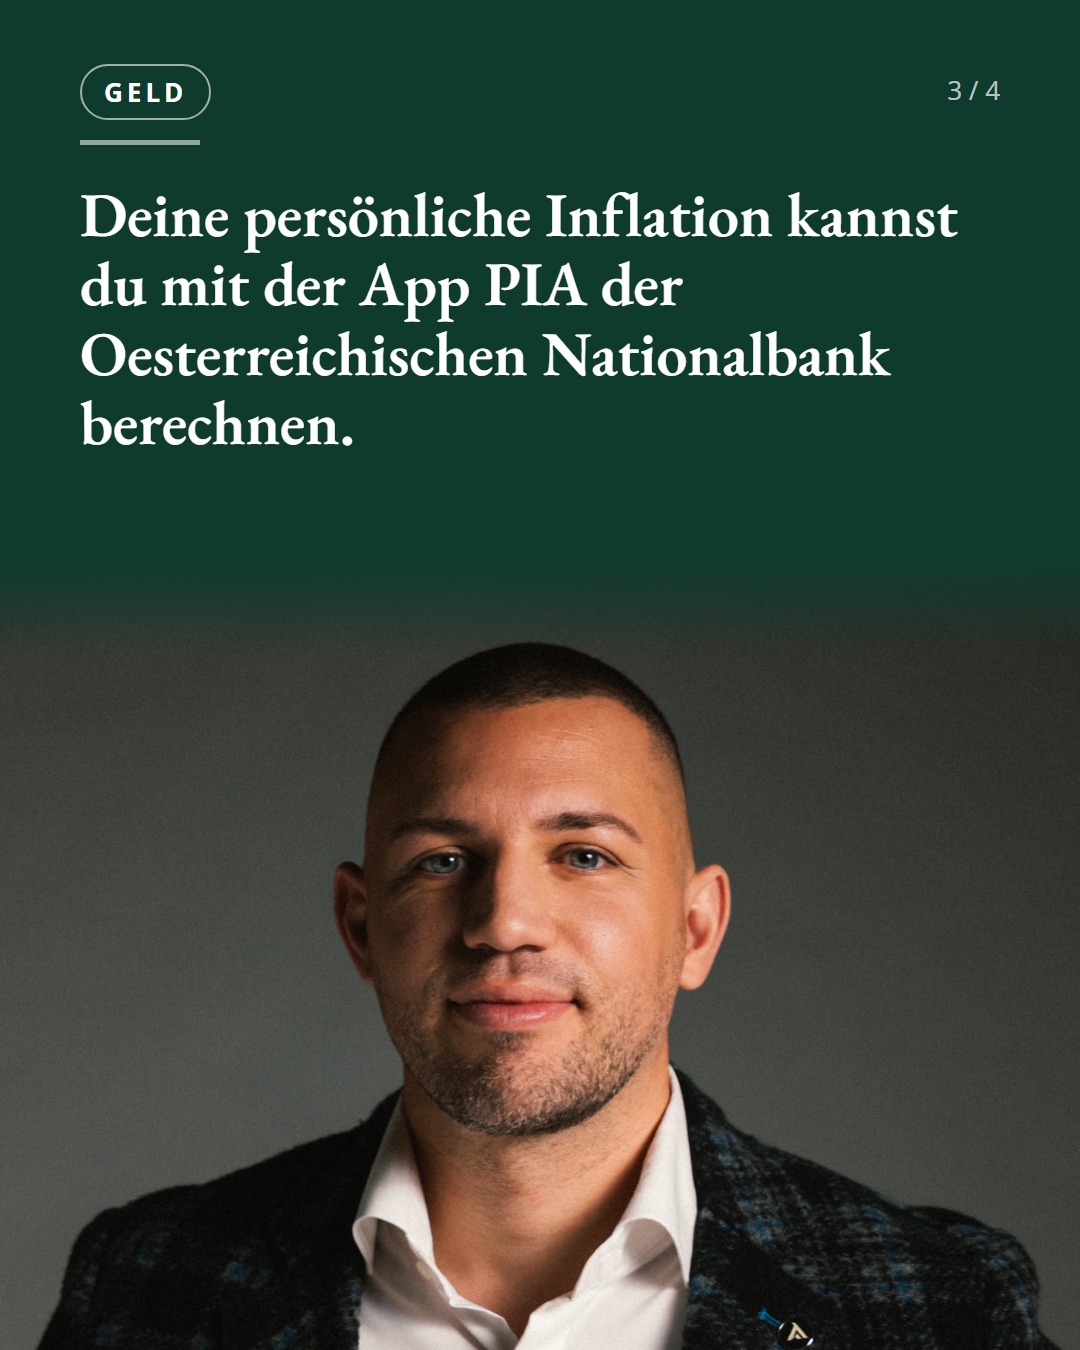 GELD
3 / 4
Deine persönliche Inflation kannst
du mit der App PIA der
Oesterreichischen Nationalbank
berechnen.